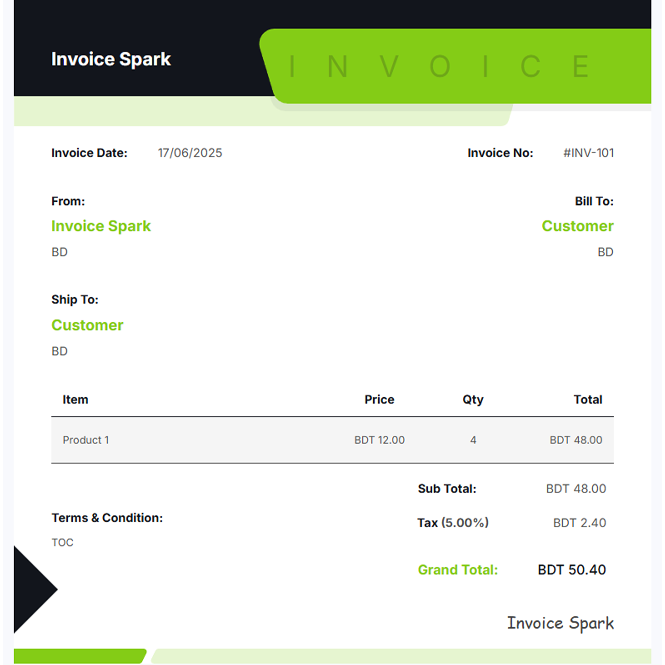 Invoice Spark
INVOICE
Invoice Date: 17/06/2025 Invoice No: #INV-101
From: Bill To:
Invoice Spark Customer
BD BD
Ship To:
Customer
BD
Item Price Qty Total
Product 1 BDT 12.00 4 BDT 48.00
Sub Total: BDT 48.00
Terms & Condition:
Tax (5.00%) BDT 2.40
TOC
Grand Total: BDT 50.40
Invoice Spark